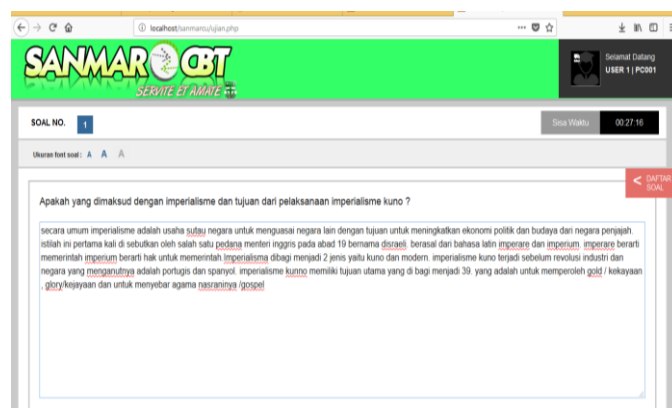 localhost/sanmarcu/ujian.php
SANMAR CBT
SERVITE ET AMATE
Selamat Datang
USER 1 | PC001
SOAL NO. 1
Sisa Waktu 00:27:16
Ukuran font soal : A A A
< DAFTAR
SOAL
Apakah yang dimaksud dengan imperialisme dan tujuan dari pelaksanaan imperialisme kuno ?
secara umum imperialisme adalah usaha sutau negara untuk menguasai negara lain dengan tujuan untuk meningkatkan ekonomi politik dan budaya dari negara penjajah.
istilah ini pertama kali di sebutkan oleh salah satu pedana menteri inggris pada abad 19 bernama disraeli. berasal dari bahasa latin imperare dan imperium. imperare berarti
memerintah imperium berarti hak untuk memerintah.Imperialisma dibagi menjadi 2 jenis yaitu kuno dan modern. imperialisme kuno terjadi sebelum revolusi industri dan
negara yang menganutnya adalah portugis dan spanyol. imperialisme kunno memiliki tujuan utama yang di bagi menjadi 39. yang adalah untuk memperoleh gold / kekayaan
, glory/kejayaan dan untuk menyebar agama nasraninya /gospel